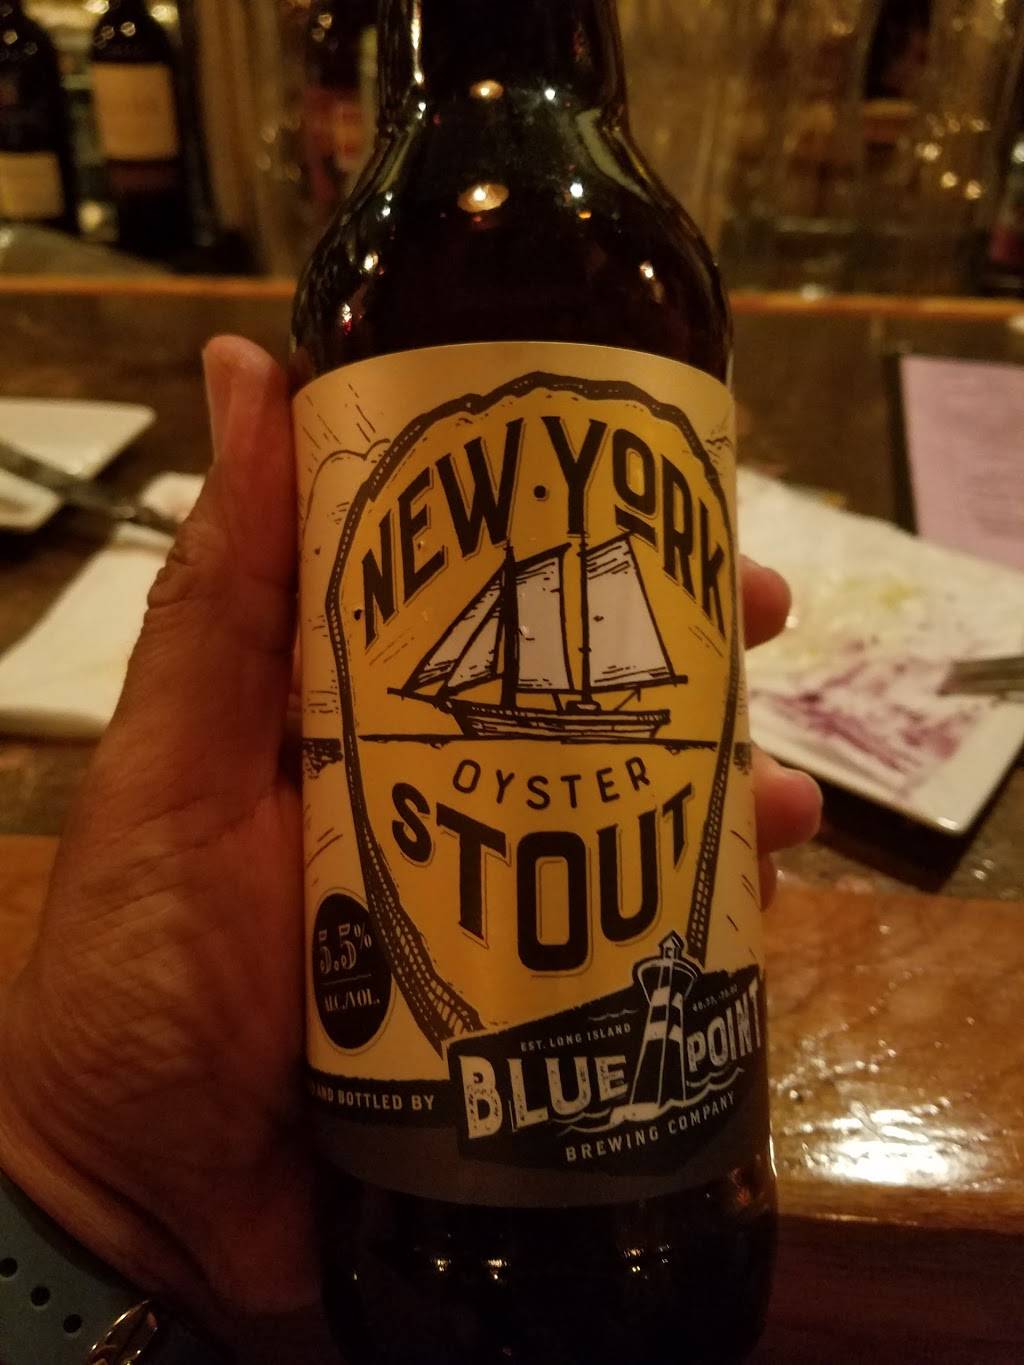 NEW·YORK
OYSTER
STOUT
5.5%
ALC./VOL.
AND BOTTLED BY
EST. LONG ISLAND
BLUE POINT
BREWING COMPANY